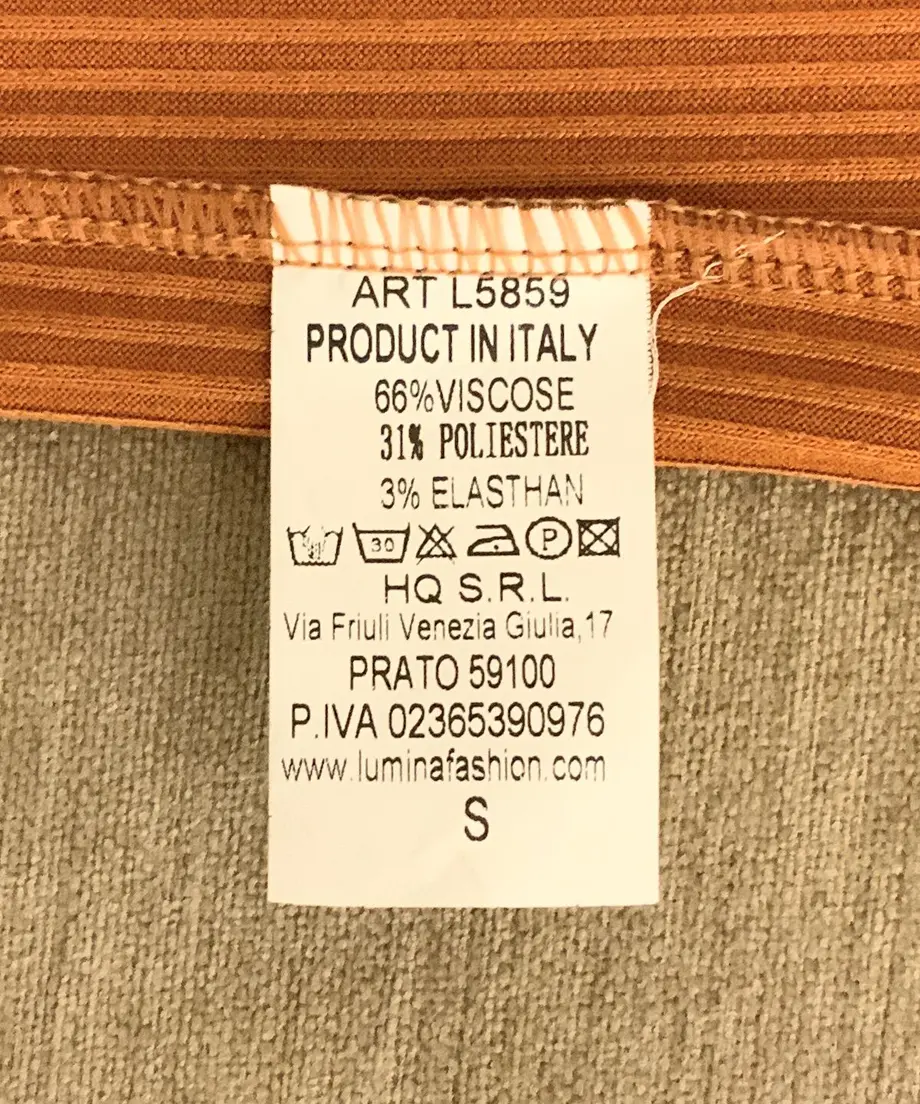 ART L5859
PRODUCT IN ITALY
66%VISCOSE
31% POLIESTERE
3% ELASTHAN
30 P
HQ S.R.L.
Via Friuli Venezia Giulia,17
PRATO 59100
P.IVA 02365390976
www.luminafashion.com
S